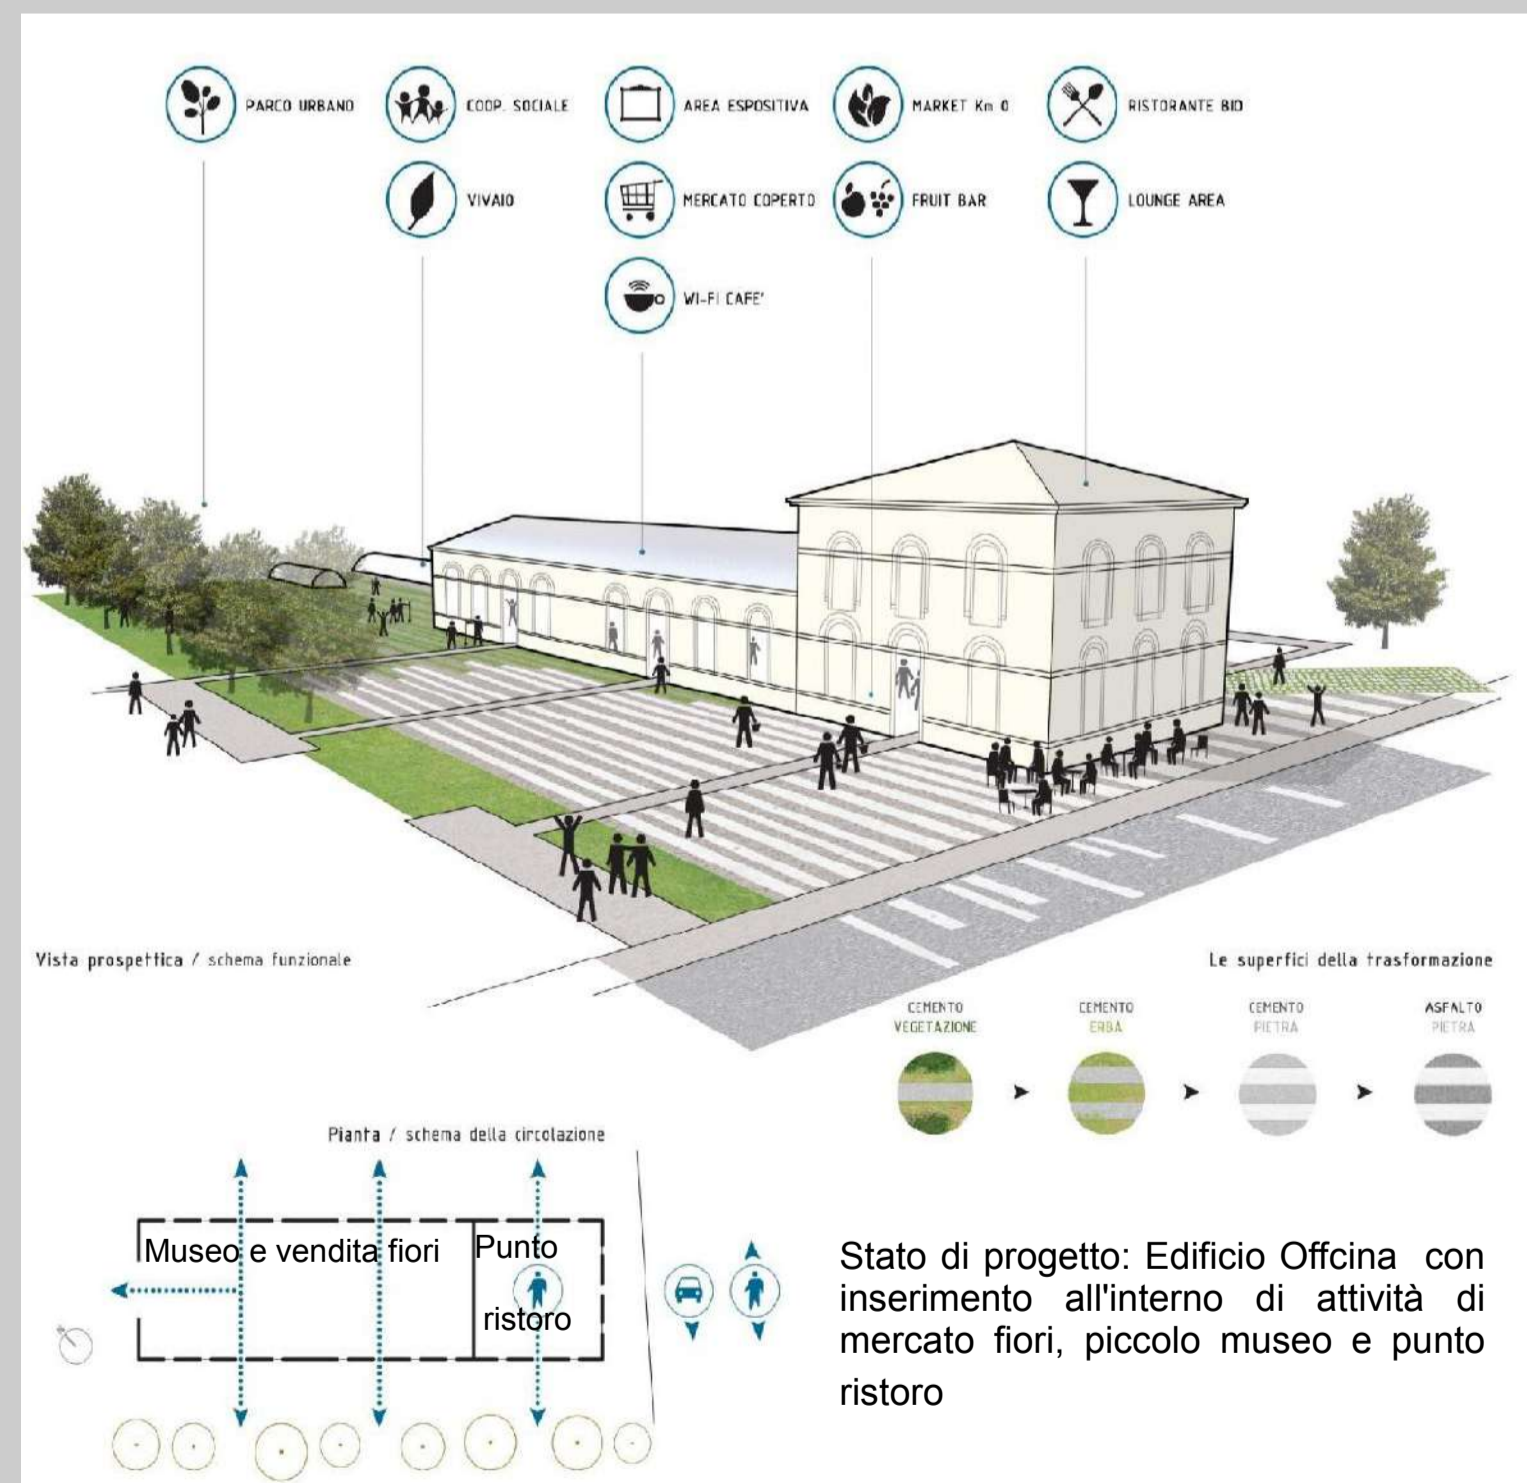 PARCO URBANO
COOP. SOCIALE
AREA ESPOSITIVA
MARKET Km 0
RISTORANTE BIO
VIVAIO
MERCATO COPERTO
FRUIT BAR
LOUNGE AREA
WI-FI CAFE'
Vista prospettica / schema funzionale
Le superfici della trasformazione
CEMENTO
VEGETAZIONE
CEMENTO
ERBA
CEMENTO
PIETRA
ASFALTO
PIETRA
Pianta / schema della circolazione
Museo e vendita fiori
Punto
ristoro
Stato di progetto: Edificio Offcina con
inserimento all'interno di attività di
mercato fiori, piccolo museo e punto
ristoro